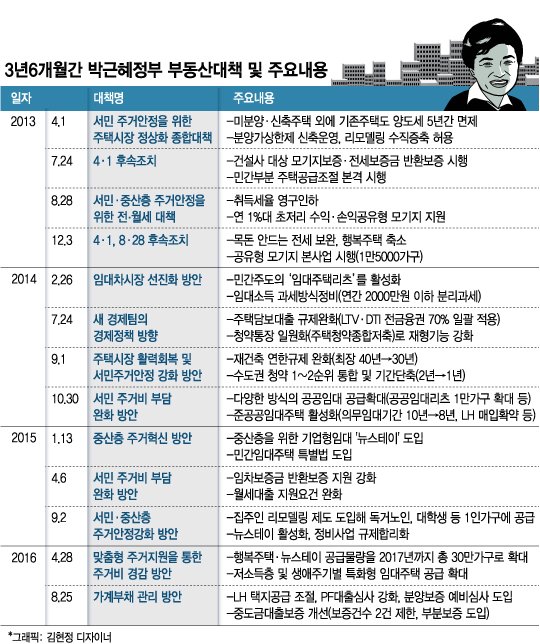 3년6개월간 박근혜정부 부동산대책 및 주요내용
일자 대책명 주요내용
2013 4.1 서민 주거안정을 위한 –미분양·신축주택 외에 기존주택도 양도세 5년간 면제
주택시장 정상화 종합대책 –분양가상한제 신축운영, 리모델링 수직증축 허용
7.24 4·1 후속조치 –건설사 대상 모기지보증·전세보증금 반환보증 시행
–민간부분 주택공급조절 본격 시행
8.28 서민·중산층 주거안정을 –취득세율 영구인하
위한 전·월세 대책 –연 1%대 초저리 수익·손익공유형 모기지 지원
12.3 4·1, 8·28 후속조치 –목돈 안드는 전세 보완, 행복주택 축소
–공유형 모기지 본사업 시행(1만5000가구)
2014 2.26 임대차시장 선진화 방안 –민간주도의 '임대주택리츠'를 활성화
–임대소득 과세방식정비(연간 2000만원 이하 분리과세)
7.24 새 경제팀의 –주택담보대출 규제완화(LTV·DTI 전금융권 70% 일괄 적용)
경제정책 방향 –청약통장 일원화(주택청약종합저축)로 재형기능 강화
9.1 주택시장 활력회복 및 –재건축 연한규제 완화(최장 40년→30년)
서민주거안정 강화 방안 –수도권 청약 1~2순위 통합 및 기간단축(2년→1년)
10.30 서민 주거비 부담 –다양한 방식의 공공임대 공급확대(공공임대리츠 1만가구 확대 등)
완화 방안 –준공공임대주택 활성화(의무임대기간 10년→8년, LH 매입확약 등)
2015 1.13 중산층 주거혁신 방안 –중산층을 위한 기업형임대 '뉴스테이' 도입
–민간임대주택 특별법 도입
4.6 서민 주거비 부담 –임차보증금 반환보증 지원 강화
완화 방안 –월세대출 지원요건 완화
9.2 서민·중산층 –집주인 리모델링 제도 도입해 독거노인, 대학생 등 1인가구에 공급
주거안정강화 방안 –뉴스테이 활성화, 정비사업 규제합리화
2016 4.28 맞춤형 주거지원을 통한 –행복주택·뉴스테이 공급물량을 2017년까지 총 30만가구로 확대
주거비 경감 방안 –저소득층 및 생애주기별 특화형 임대주택 공급 확대
8.25 가계부채 관리 방안 –LH 택지공급 조절, PF대출심사 강화, 분양보증 예비심사 도입
–중도금대출보증 개선(보증건수 2건 제한, 부분보증 도입)
*그래픽: 김현정 디자이너